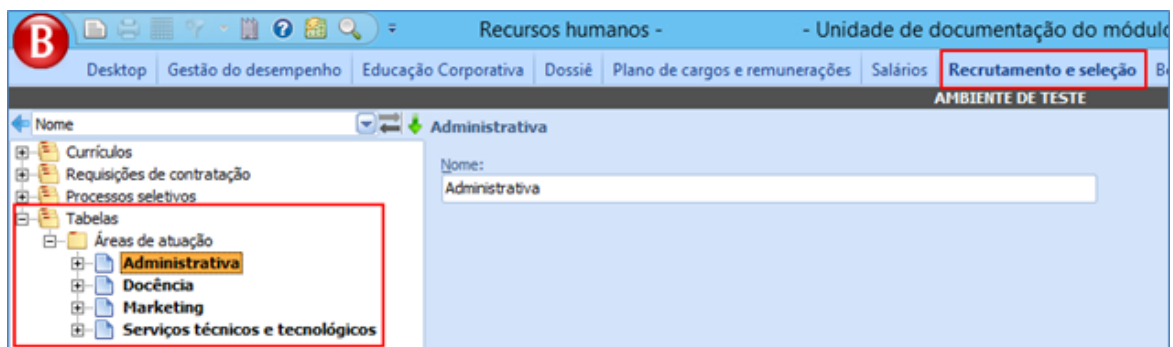 B
Recursos humanos - - Unidade de documentação do módulo
Desktop Gestão do desempenho Educação Corporativa Dossiê Plano de cargos e remunerações Salários Recrutamento e seleção
AMBIENTE DE TESTE
Nome
Administrativa
Currículos
Requisições de contratação
Processos seletivos
Tabelas
Áreas de atuação
Administrativa
Docência
Marketing
Serviços técnicos e tecnológicos
Nome:
Administrativa